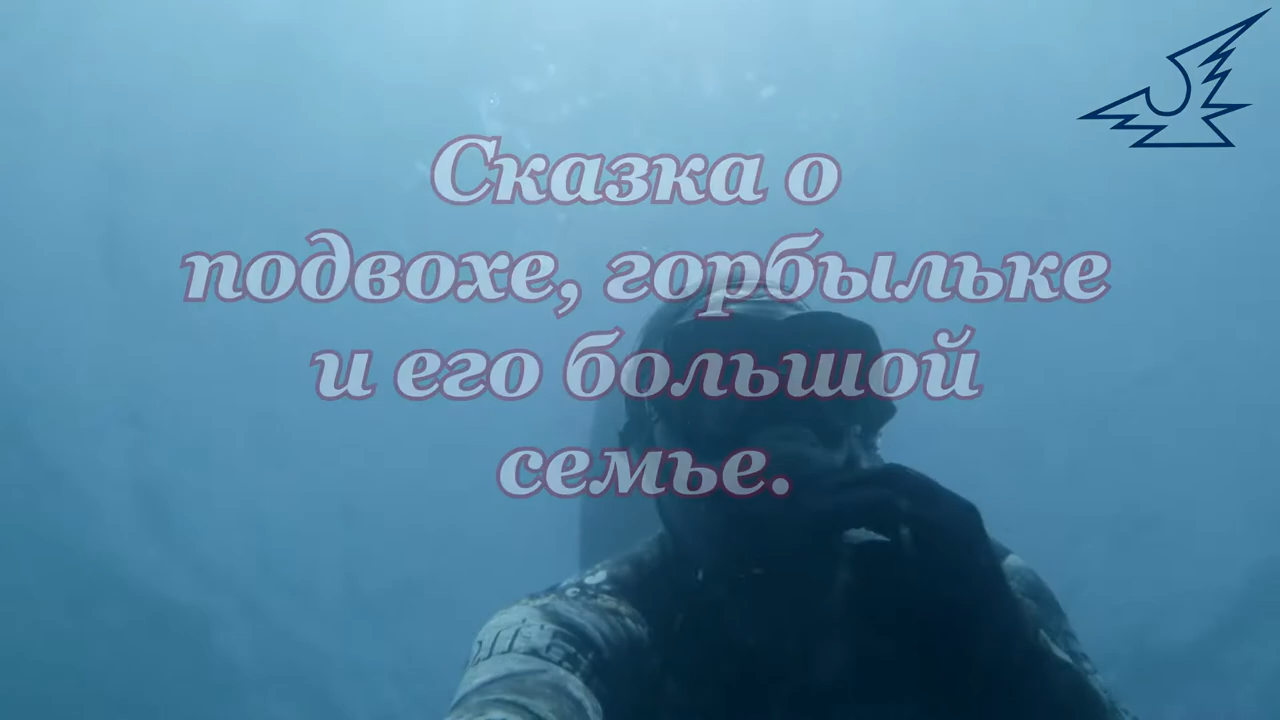 Сказка о
подвохе, горбыльке
и его большой
семье.